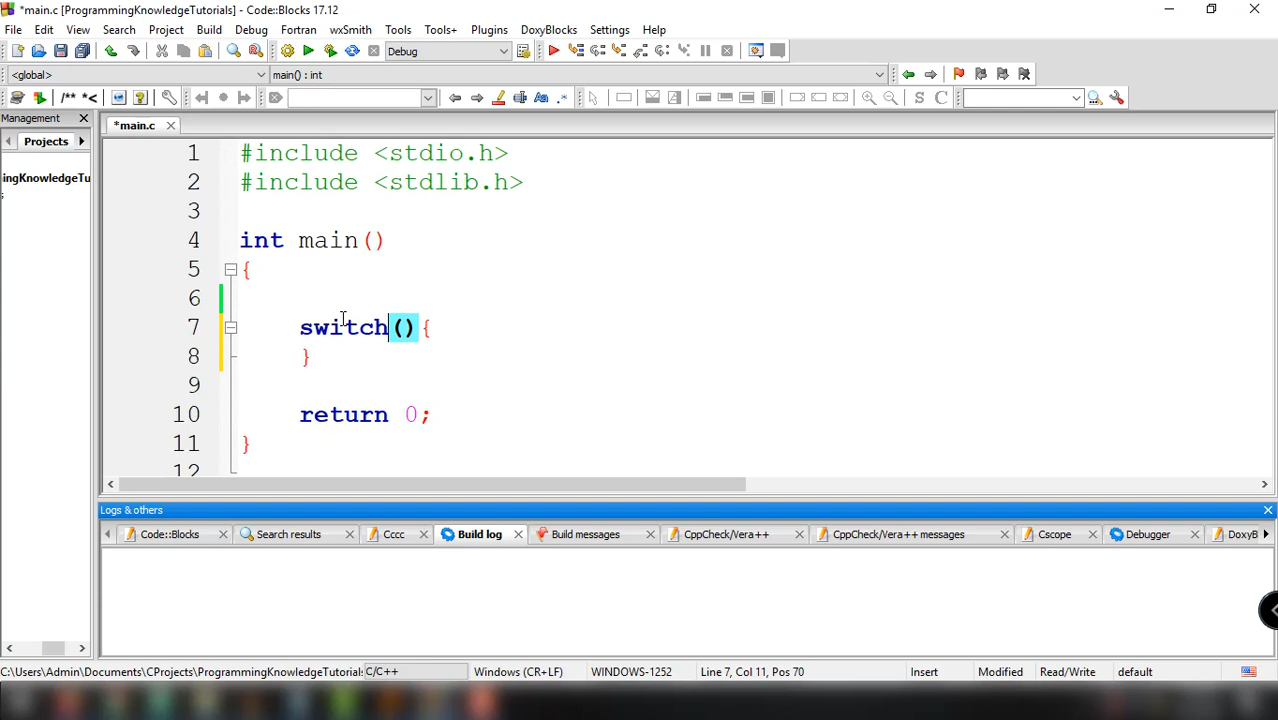 *main.c [ProgrammingKnowledgeTutorials] - Code::Blocks 17.12
File Edit View Search Project Build Debug Fortran wxSmith Tools Tools+ Plugins DoxyBlocks Settings Help
Debug
<global> main() : int
/** *<
S C
Management
*main.c
Projects
ingKnowledgeTu
1 #include <stdio.h>
2 #include <stdlib.h>
3
4 int main()
5 {
6
7 switch(){
8 }
9
10 return 0;
11 }
12
Logs & others
Code::Blocks Search results Cccc Build log Build messages CppCheck/Vera++ CppCheck/Vera++ messages Cscope Debugger DoxyB
C:\Users\Admin\Documents\CProjects\ProgrammingKnowledgeTutorials C/C++ Windows (CR+LF) WINDOWS-1252 Line 7, Col 11, Pos 70 Insert Modified Read/Write default